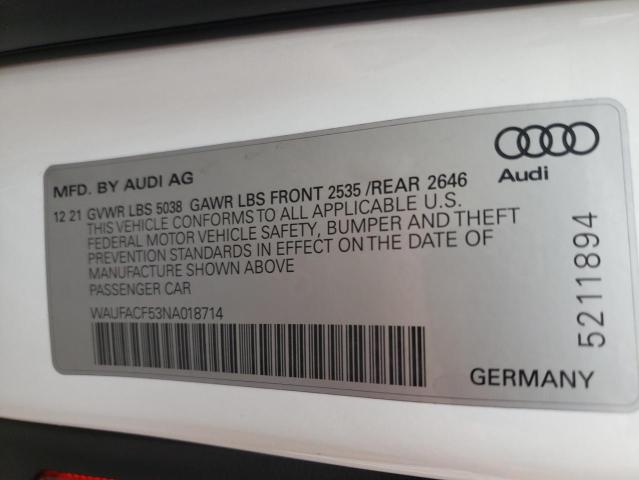 MFD. BY AUDI AG
12 21 GVWR LBS 5038 GAWR LBS FRONT 2535 /REAR 2646
THIS VEHICLE CONFORMS TO ALL APPLICABLE U.S.
FEDERAL MOTOR VEHICLE SAFETY, BUMPER AND THEFT
PREVENTION STANDARDS IN EFFECT ON THE DATE OF
MANUFACTURE SHOWN ABOVE
PASSENGER CAR
WAUFACF53NA018714
Audi
5211894
GERMANY